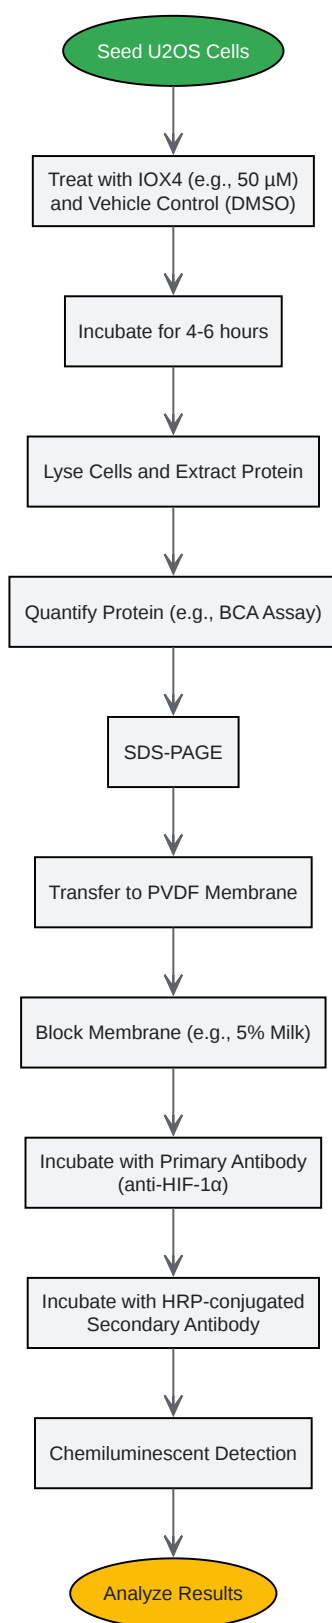 Seed U2OS Cells
Treat with IOX4 (e.g., 50 µM)
and Vehicle Control (DMSO)
Incubate for 4-6 hours
Lyse Cells and Extract Protein
Quantify Protein (e.g., BCA Assay)
SDS-PAGE
Transfer to PVDF Membrane
Block Membrane (e.g., 5% Milk)
Incubate with Primary Antibody
(anti-HIF-1α)
Incubate with HRP-conjugated
Secondary Antibody
Chemiluminescent Detection
Analyze Results